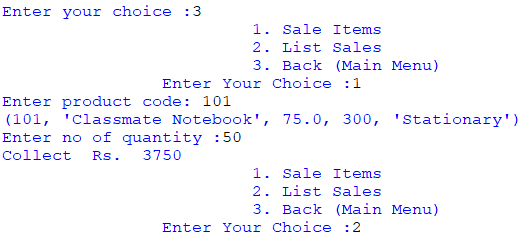 Enter your choice :3
1. Sale Items
2. List Sales
3. Back (Main Menu)
Enter Your Choice :1
Enter product code: 101
(101, 'Classmate Notebook', 75.0, 300, 'Stationary')
Enter no of quantity :50
Collect  Rs.  3750
1. Sale Items
2. List Sales
3. Back (Main Menu)
Enter Your Choice :2